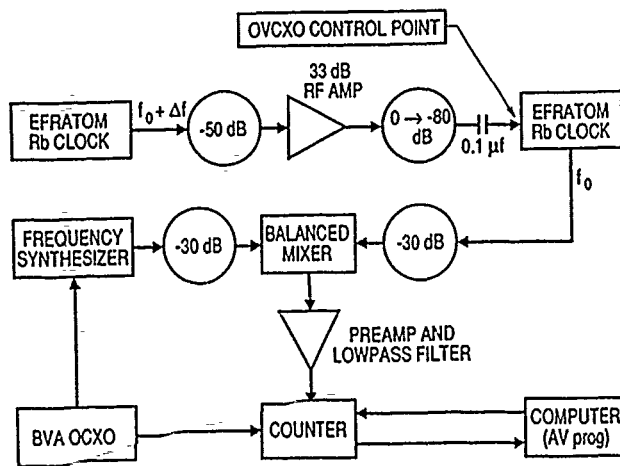 OVCXO CONTROL POINT
33 dB
RF AMP
EFRATOM
Rb CLOCK
f₀ + Δf
-50 dB
0 → -80
dB
0.1 µf
EFRATOM
Rb CLOCK
f₀
FREQUENCY
SYNTHESIZER
-30 dB
BALANCED
MIXER
-30 dB
PREAMP AND
LOWPASS FILTER
BVA OCXO
COUNTER
COMPUTER
(AV prog)